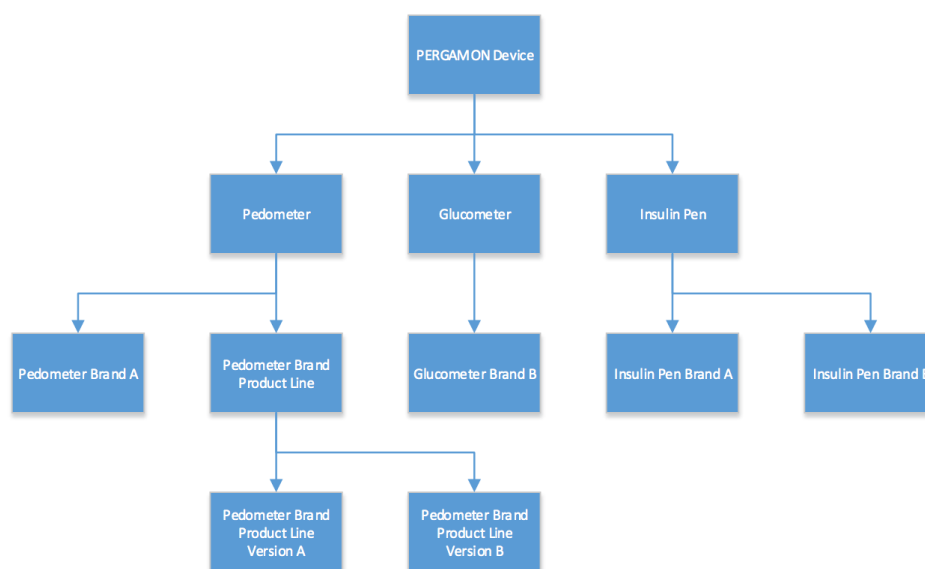 PERGAMON Device
Pedometer
Glucometer
Insulin Pen
Pedometer Brand A
Pedometer Brand
Product Line
Glucometer Brand B
Insulin Pen Brand A
Insulin Pen Brand
Pedometer Brand
Product Line
Version A
Pedometer Brand
Product Line
Version B